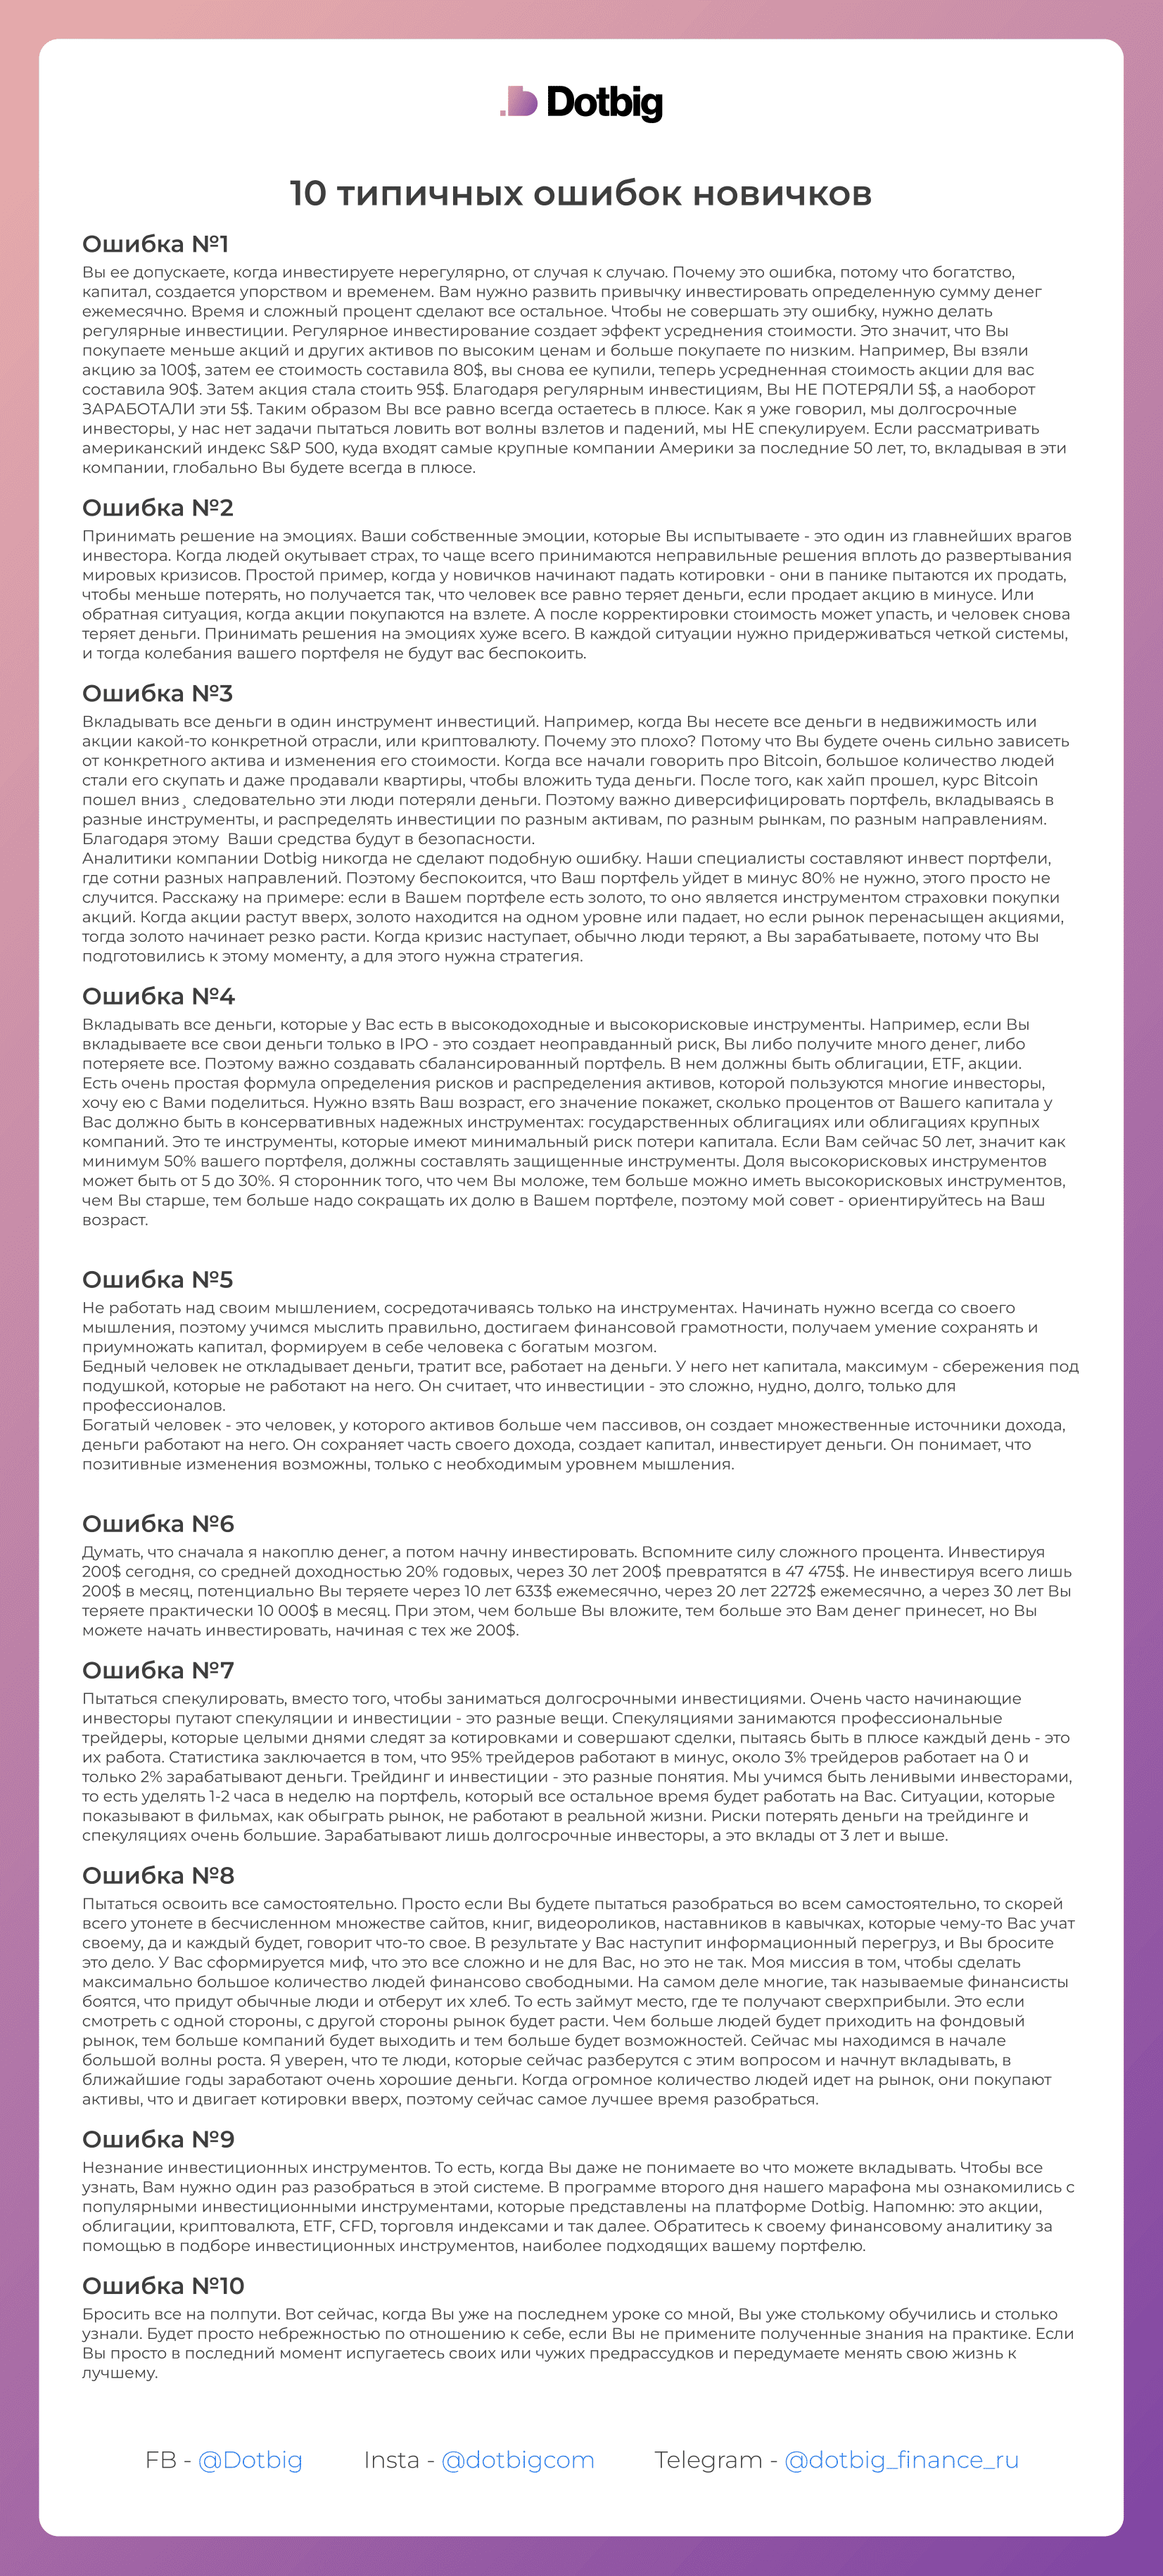 Dotbig
10 типичных ошибок новичков
Ошибка №1
Вы ее допускаете, когда инвестируете нерегулярно, от случая к случаю. Почему это ошибка, потому что богатство,
капитал, создается упорством и временем. Вам нужно развить привычку инвестировать определенную сумму денег
ежемесячно. Время и сложный процент сделают все остальное. Чтобы не совершать эту ошибку, нужно делать
регулярные инвестиции. Регулярное инвестирование создает эффект усреднения стоимости. Это значит, что Вы
покупаете меньше акций и других активов по высоким ценам и больше покупаете по низким. Например, Вы взяли
акцию за 100$, затем ее стоимость составила 80$, вы снова ее купили, теперь усредненная стоимость акции для вас
составила 90$. Затем акция стала стоить 95$. Благодаря регулярным инвестициям, Вы НЕ ПОТЕРЯЛИ 5$, а наоборот
ЗАРАБОТАЛИ эти 5$. Таким образом Вы все равно всегда остаетесь в плюсе. Как я уже говорил, мы долгосрочные
инвесторы, у нас нет задачи пытаться ловить вот волны взлетов и падений, мы НЕ спекулируем. Если рассматривать
американский индекс S&P 500, куда входят самые крупные компании Америки за последние 50 лет, то, вкладывая в эти
компании, глобально Вы будете всегда в плюсе.
Ошибка №2
Принимать решение на эмоциях. Ваши собственные эмоции, которые Вы испытываете - это один из главнейших врагов
инвестора. Когда людей окутывает страх, то чаще всего принимаются неправильные решения вплоть до развертывания
мировых кризисов. Простой пример, когда у новичков начинают падать котировки - они в панике пытаются их продать,
чтобы меньше потерять, но получается так, что человек все равно теряет деньги, если продает акцию в минусе. Или
обратная ситуация, когда акции покупаются на взлете. А после корректировки стоимость может упасть, и человек снова
теряет деньги. Принимать решения на эмоциях хуже всего. В каждой ситуации нужно придерживаться четкой системы,
и тогда колебания вашего портфеля не будут вас беспокоить.
Ошибка №3
Вкладывать все деньги в один инструмент инвестиций. Например, когда Вы несете все деньги в недвижимость или
акции какой-то конкретной отрасли, или криптовалюту. Почему это плохо? Потому что Вы будете очень сильно зависеть
от конкретного актива и изменения его стоимости. Когда все начали говорить про Bitcoin, большое количество людей
стали его скупать и даже продавали квартиры, чтобы вложить туда деньги. После того, как хайп прошел, курс Bitcoin
пошел вниз¸ следовательно эти люди потеряли деньги. Поэтому важно диверсифицировать портфель, вкладываясь в
разные инструменты, и распределять инвестиции по разным активам, по разным рынкам, по разным направлениям.
Благодаря этому  Ваши средства будут в безопасности.
Аналитики компании Dotbig никогда не сделают подобную ошибку. Наши специалисты составляют инвест портфели,
где сотни разных направлений. Поэтому беспокоится, что Ваш портфель уйдет в минус 80% не нужно, этого просто не
случится. Расскажу на примере: если в Вашем портфеле есть золото, то оно является инструментом страховки покупки
акций. Когда акции растут вверх, золото находится на одном уровне или падает, но если рынок перенасыщен акциями,
тогда золото начинает резко расти. Когда кризис наступает, обычно люди теряют, а Вы зарабатываете, потому что Вы
подготовились к этому моменту, а для этого нужна стратегия.
Ошибка №4
Вкладывать все деньги, которые у Вас есть в высокодоходные и высокорисковые инструменты. Например, если Вы
вкладываете все свои деньги только в IPO - это создает неоправданный риск, Вы либо получите много денег, либо
потеряете все. Поэтому важно создавать сбалансированный портфель. В нем должны быть облигации, ETF, акции.
Есть очень простая формула определения рисков и распределения активов, которой пользуются многие инвесторы,
хочу ею с Вами поделиться. Нужно взять Ваш возраст, его значение покажет, сколько процентов от Вашего капитала у
Вас должно быть в консервативных надежных инструментах: государственных облигациях или облигациях крупных
компаний. Это те инструменты, которые имеют минимальный риск потери капитала. Если Вам сейчас 50 лет, значит как
минимум 50% вашего портфеля, должны составлять защищенные инструменты. Доля высокорисковых инструментов
может быть от 5 до 30%. Я сторонник того, что чем Вы моложе, тем больше можно иметь высокорисковых инструментов,
чем Вы старше, тем больше надо сокращать их долю в Вашем портфеле, поэтому мой совет - ориентируйтесь на Ваш
возраст.
Ошибка №5
Не работать над своим мышлением, сосредотачиваясь только на инструментах. Начинать нужно всегда со своего
мышления, поэтому учимся мыслить правильно, достигаем финансовой грамотности, получаем умение сохранять и
приумножать капитал, формируем в себе человека с богатым мозгом.
Бедный человек не откладывает деньги, тратит все, работает на деньги. У него нет капитала, максимум - сбережения под
подушкой, которые не работают на него. Он считает, что инвестиции - это сложно, нудно, долго, только для
профессионалов.
Богатый человек - это человек, у которого активов больше чем пассивов, он создает множественные источники дохода,
деньги работают на него. Он сохраняет часть своего дохода, создает капитал, инвестирует деньги. Он понимает, что
позитивные изменения возможны, только с необходимым уровнем мышления.
Ошибка №6
Думать, что сначала я накоплю денег, а потом начну инвестировать. Вспомните силу сложного процента. Инвестируя
200$ сегодня, со средней доходностью 20% годовых, через 30 лет 200$ превратятся в 47 475$. Не инвестируя всего лишь
200$ в месяц, потенциально Вы теряете через 10 лет 633$ ежемесячно, через 20 лет 2272$ ежемесячно, а через 30 лет Вы
теряете практически 10 000$ в месяц. При этом, чем больше Вы вложите, тем больше это Вам денег принесет, но Вы
можете начать инвестировать, начиная с тех же 200$.
Ошибка №7
Пытаться спекулировать, вместо того, чтобы заниматься долгосрочными инвестициями. Очень часто начинающие
инвесторы путают спекуляции и инвестиции - это разные вещи. Спекуляциями занимаются профессиональные
трейдеры, которые целыми днями следят за котировками и совершают сделки, пытаясь быть в плюсе каждый день - это
их работа. Статистика заключается в том, что 95% трейдеров работают в минус, около 3% трейдеров работает на 0 и
только 2% зарабатывают деньги. Трейдинг и инвестиции - это разные понятия. Мы учимся быть ленивыми инвесторами,
то есть уделять 1-2 часа в неделю на портфель, который все остальное время будет работать на Вас. Ситуации, которые
показывают в фильмах, как обыграть рынок, не работают в реальной жизни. Риски потерять деньги на трейдинге и
спекуляциях очень большие. Зарабатывают лишь долгосрочные инвесторы, а это вклады от 3 лет и выше.
Ошибка №8
Пытаться освоить все самостоятельно. Просто если Вы будете пытаться разобраться во всем самостоятельно, то скорей
всего утонете в бесчисленном множестве сайтов, книг, видеороликов, наставников в кавычках, которые чему-то Вас учат
своему, да и каждый будет, говорит что-то свое. В результате у Вас наступит информационный перегруз, и Вы бросите
это дело. У Вас сформируется миф, что это все сложно и не для Вас, но это не так. Моя миссия в том, чтобы сделать
максимально большое количество людей финансово свободными. На самом деле многие, так называемые финансисты
боятся, что придут обычные люди и отберут их хлеб. То есть займут место, где те получают сверхприбыли. Это если
смотреть с одной стороны, с другой стороны рынок будет расти. Чем больше людей будет приходить на фондовый
рынок, тем больше компаний будет выходить и тем больше будет возможностей. Сейчас мы находимся в начале
большой волны роста. Я уверен, что те люди, которые сейчас разберутся с этим вопросом и начнут вкладывать, в
ближайшие годы заработают очень хорошие деньги. Когда огромное количество людей идет на рынок, они покупают
активы, что и двигает котировки вверх, поэтому сейчас самое лучшее время разобраться.
Ошибка №9
Незнание инвестиционных инструментов. То есть, когда Вы даже не понимаете во что можете вкладывать. Чтобы все
узнать, Вам нужно один раз разобраться в этой системе. В программе второго дня нашего марафона мы ознакомились с
популярными инвестиционными инструментами, которые представлены на платформе Dotbig. Напомню: это акции,
облигации, криптовалюта, ETF, CFD, торговля индексами и так далее. Обратитесь к своему финансовому аналитику за
помощью в подборе инвестиционных инструментов, наиболее подходящих вашему портфелю.
Ошибка №10
Бросить все на полпути. Вот сейчас, когда Вы уже на последнем уроке со мной, Вы уже столькому обучились и столько
узнали. Будет просто небрежностью по отношению к себе, если Вы не примените полученные знания на практике. Если
Вы просто в последний момент испугаетесь своих или чужих предрассудков и передумаете менять свою жизнь к
лучшему.
FB - @Dotbig Insta - @dotbigcom Telegram - @dotbig_finance_ru